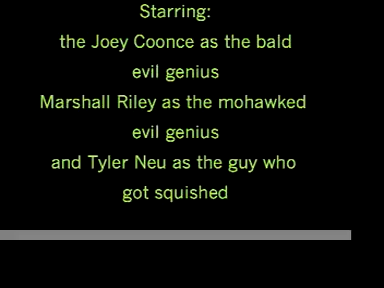 Starring:
the Joey Coonce as the bald
evil genius
Marshall Riley as the mohawked
evil genius
and Tyler Neu as the guy who
got squished